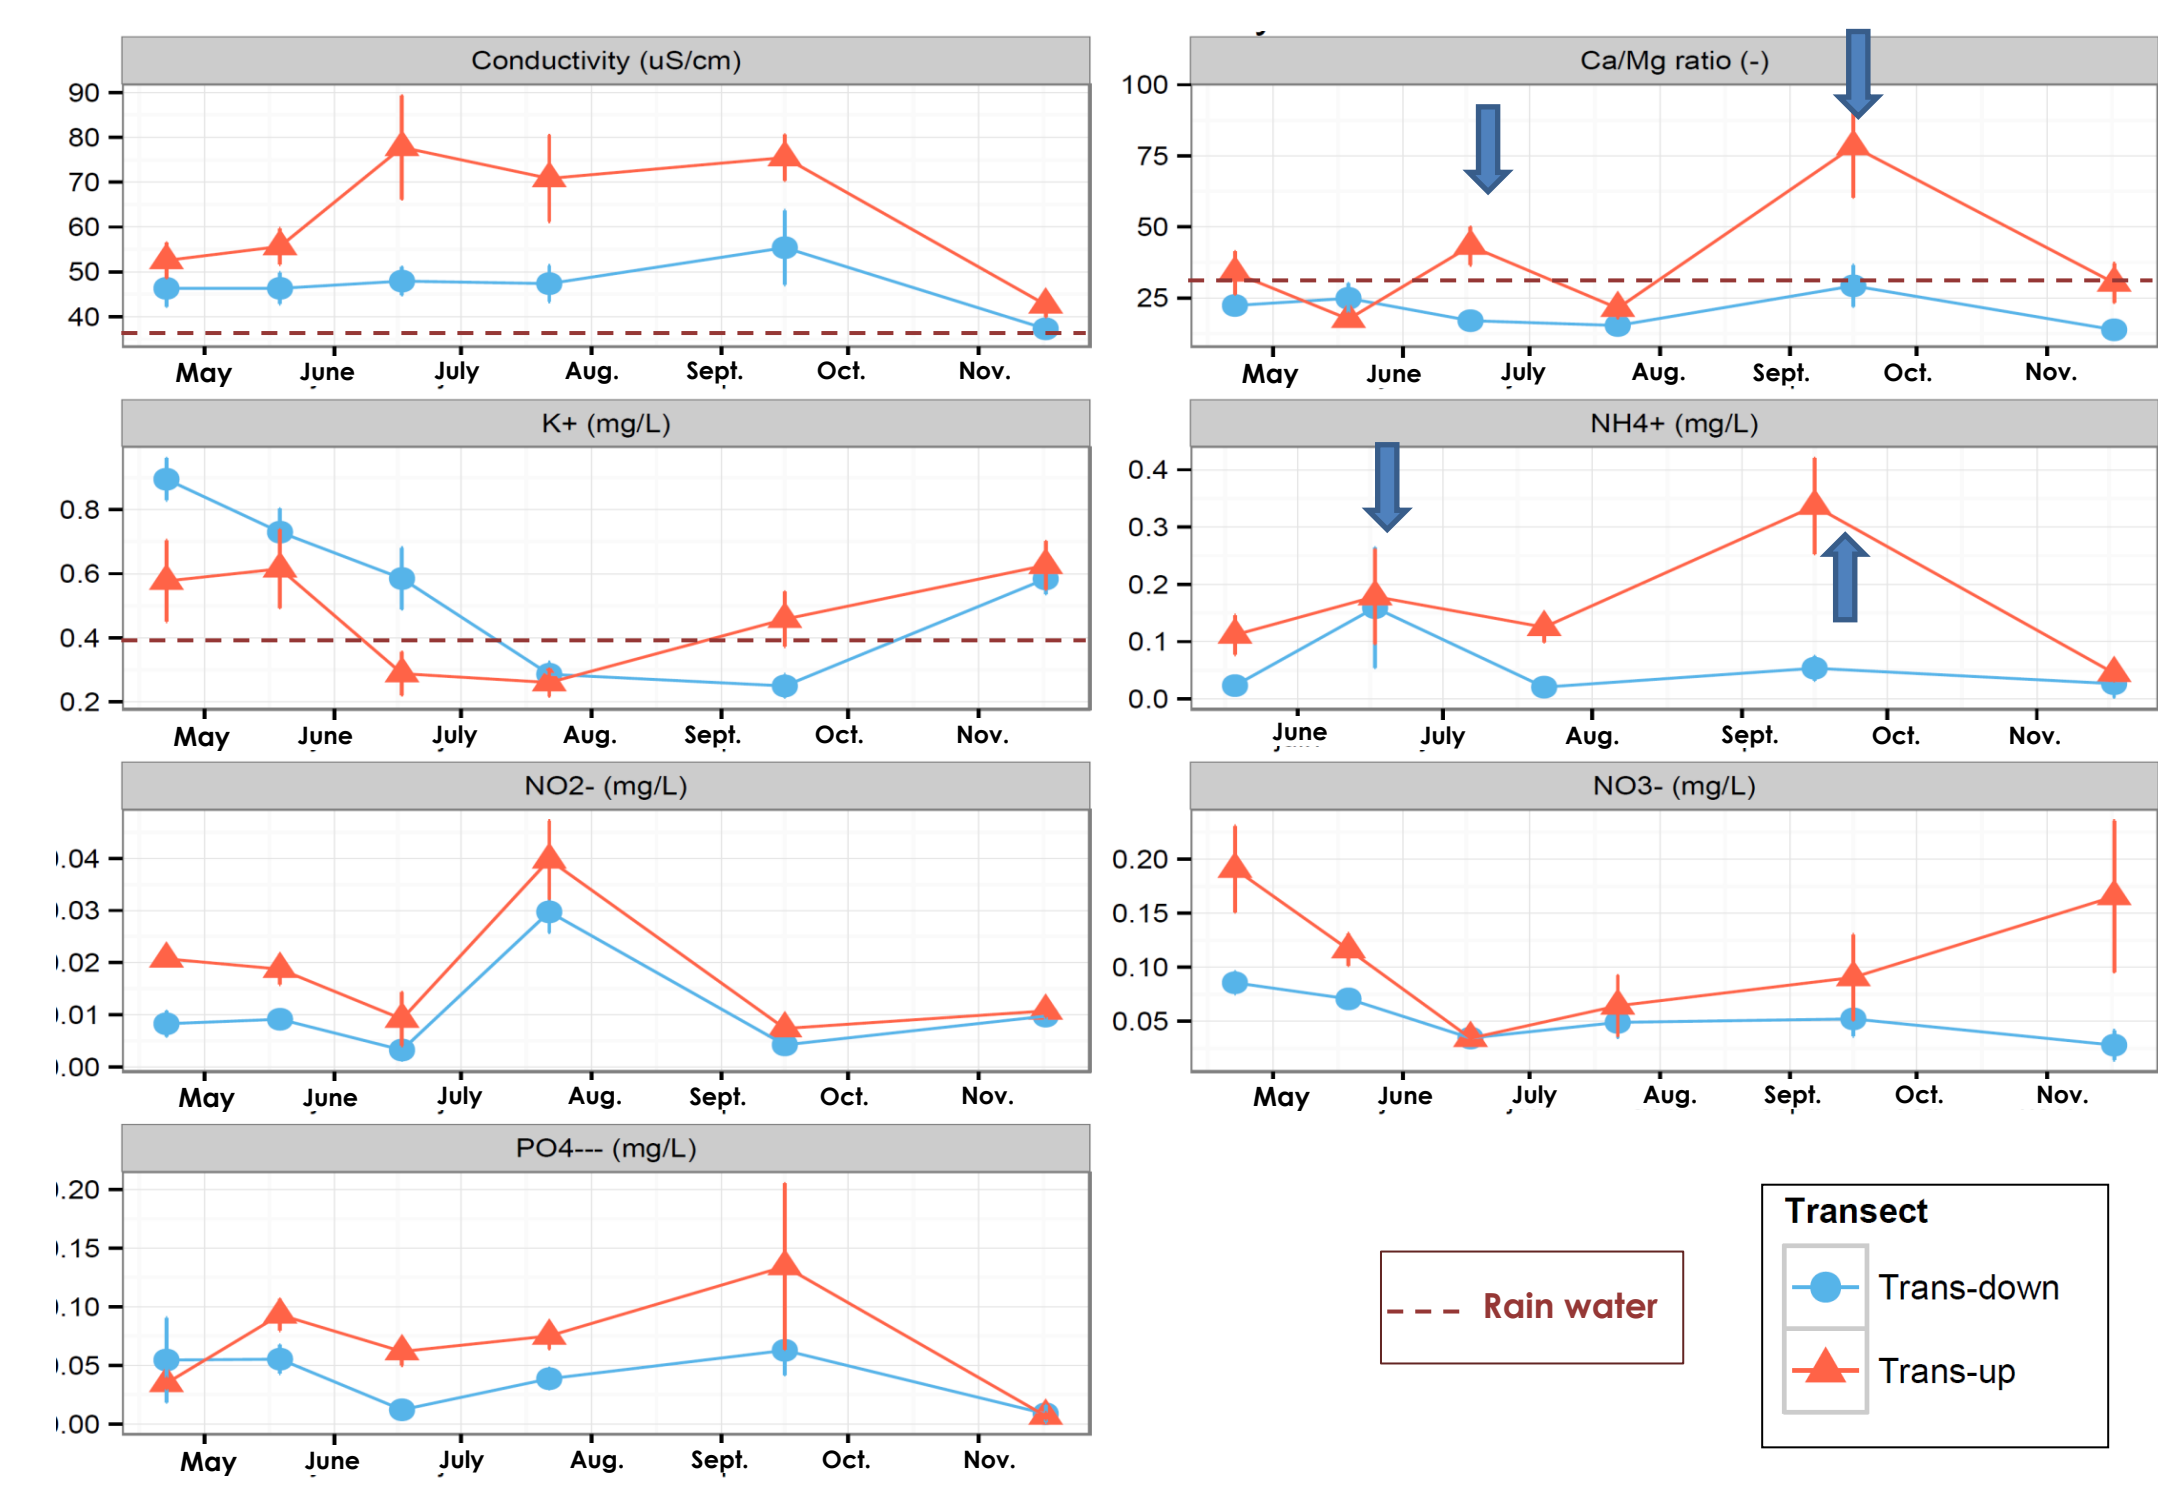 Conductivity (uS/cm)
90
80
70
60
50
40
May June July Aug. Sept. Oct. Nov.
Ca/Mg ratio (-)
100
75
50
25
May June July Aug. Sept. Oct. Nov.
K+ (mg/L)
0.8
0.6
0.4
0.2
May June July Aug. Sept. Oct. Nov.
NH4+ (mg/L)
0.4
0.3
0.2
0.1
0.0
June July Aug. Sept. Oct. Nov.
NO2- (mg/L)
.04
.03
.02
.01
.00
May June July Aug. Sept. Oct. Nov.
NO3- (mg/L)
0.20
0.15
0.10
0.05
May June July Aug. Sept. Oct. Nov.
PO4--- (mg/L)
.20
.15
.10
.05
.00
May June July Aug. Sept. Oct. Nov.
Rain water
Transect
Trans-down
Trans-up